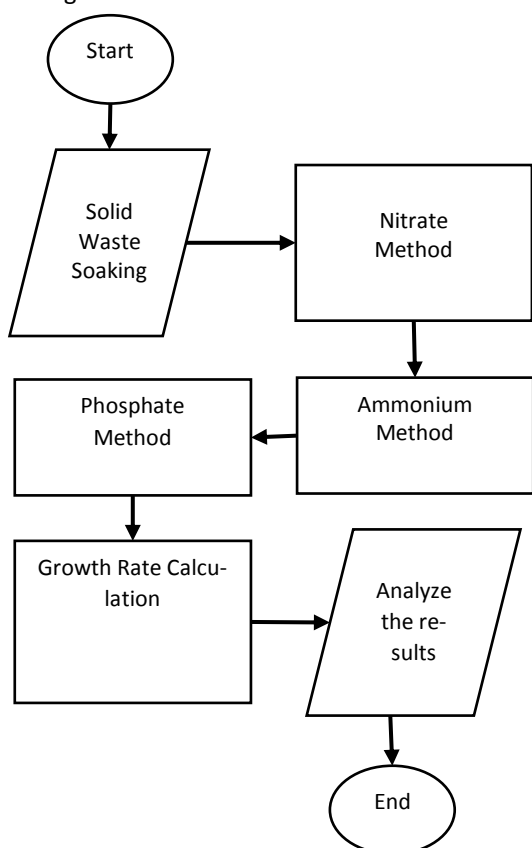 Start
Solid
Waste
Soaking
Nitrate
Method
Ammonium
Method
Phosphate
Method
Growth Rate Calcu-
lation
Analyze
the re-
sults
End